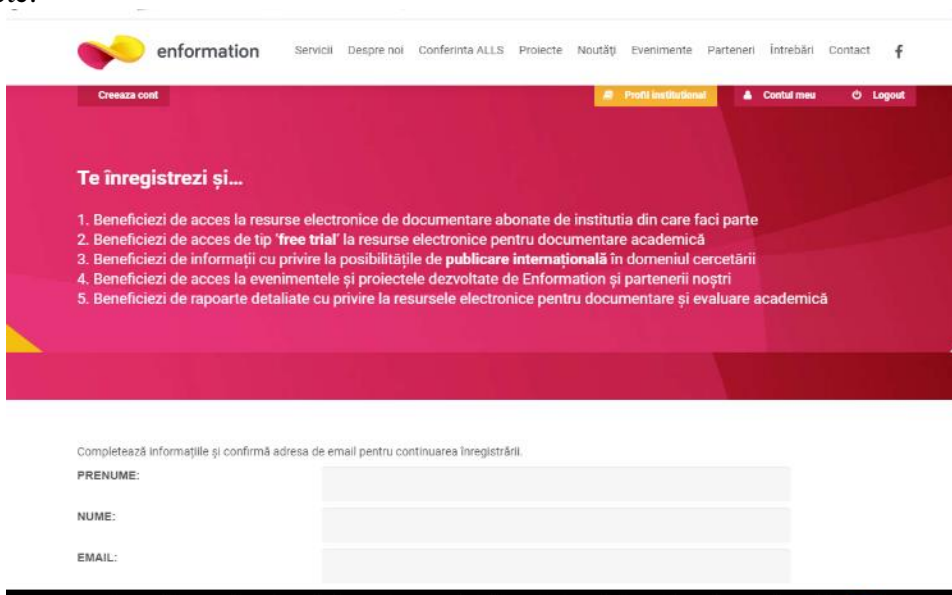 enformation
Servicii Despre noi Conferinta ALLS Proiecte Noutăți Evenimente Parteneri Întrebări Contact f
Creeaza cont Profil institutional Contul meu Logout
Te înregistrezi și...
1. Beneficiezi de acces la resurse electronice de documentare abonate de institutia din care faci parte
2. Beneficiezi de acces de tip 'free trial' la resurse electronice pentru documentare academică
3. Beneficiezi de informații cu privire la posibilitățile de publicare internațională în domeniul cercetării
4. Beneficiezi de acces la evenimentele și proiectele dezvoltate de Enformation și partenerii noștri
5. Beneficiezi de rapoarte detaliate cu privire la resursele electronice pentru documentare și evaluare academică
Completează informațiile și confirmă adresa de email pentru continuarea înregistrării.
PRENUME:
NUME:
EMAIL: